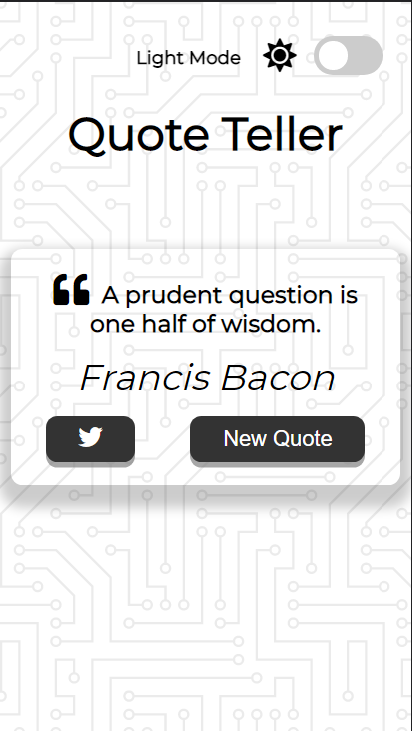 Light Mode
Quote Teller
A prudent question is
one half of wisdom.
Francis Bacon
New Quote